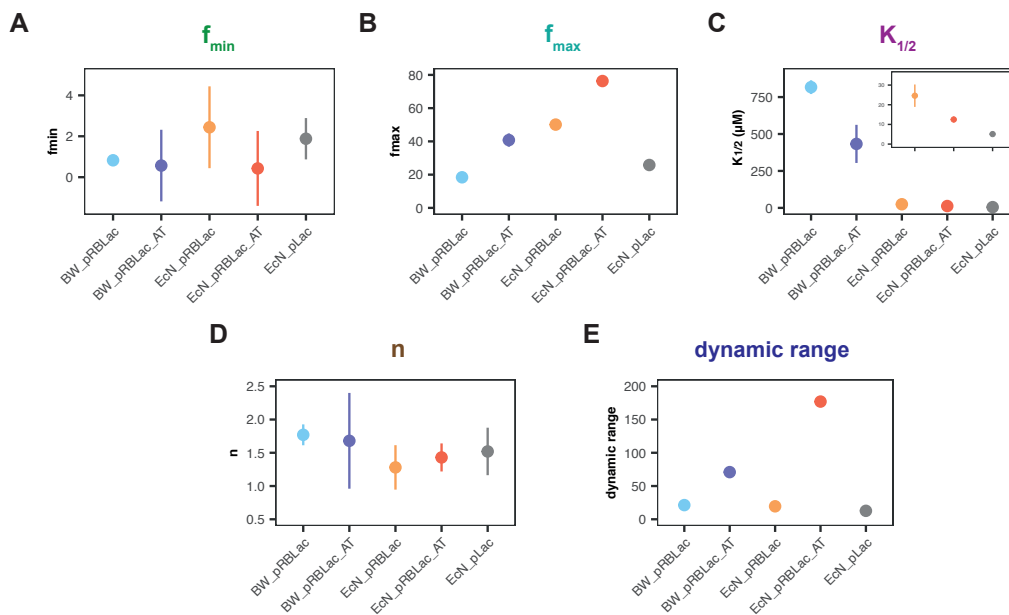 A
f min
fmin
4
2
0
BW_pRBLac
BW_pRBLac_AT
EcN_pRBLac
EcN_pRBLac_AT
EcN_pLac
B
f max
fmax
80
60
40
20
0
BW_pRBLac
BW_pRBLac_AT
EcN_pRBLac
EcN_pRBLac_AT
EcN_pLac
C
K 1/2
K1/2 (µM)
750
500
250
0
30
20
10
0
BW_pRBLac
BW_pRBLac_AT
EcN_pRBLac
EcN_pRBLac_AT
EcN_pLac
D
n
n
2.5
2.0
1.5
1.0
0.5
BW_pRBLac
BW_pRBLac_AT
EcN_pRBLac
EcN_pRBLac_AT
EcN_pLac
E
dynamic range
dynamic range
200
150
100
50
0
BW_pRBLac
BW_pRBLac_AT
EcN_pRBLac
EcN_pRBLac_AT
EcN_pLac